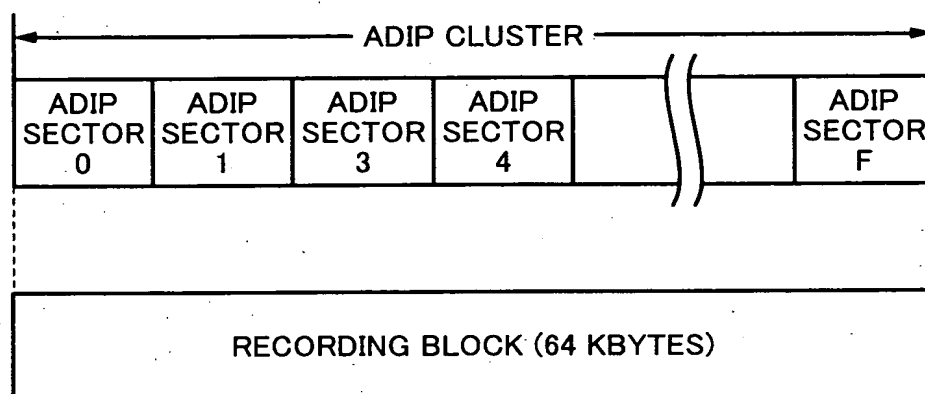 ADIP CLUSTER
ADIP SECTOR 0
ADIP SECTOR 1
ADIP SECTOR 3
ADIP SECTOR 4
ADIP SECTOR F
RECORDING BLOCK (64 KBYTES)